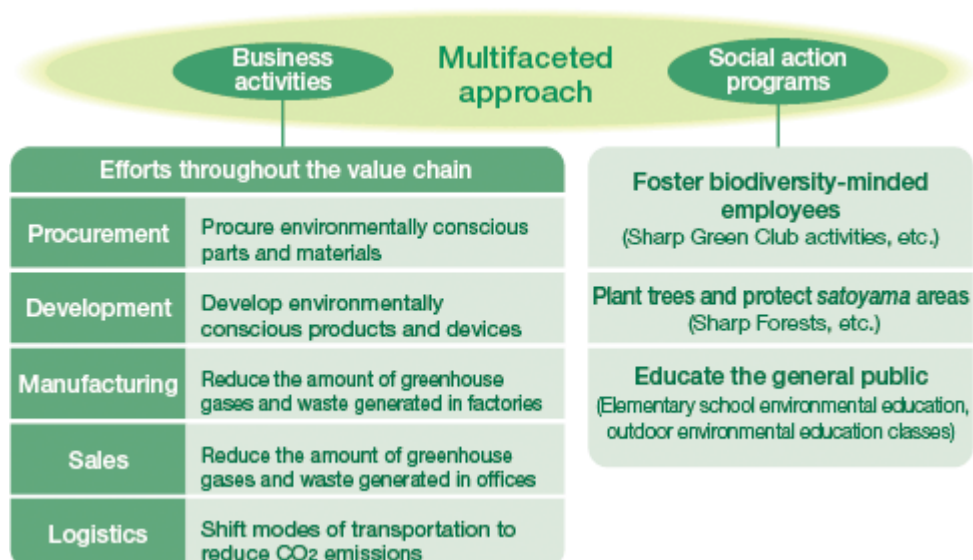 Business
activities
Multifaceted
approach
Social action
programs
Efforts throughout the value chain
Procurement
Procure environmentally conscious
parts and materials
Development
Develop environmentally
conscious products and devices
Manufacturing
Reduce the amount of greenhouse
gases and waste generated in factories
Sales
Reduce the amount of greenhouse
gases and waste generated in offices
Logistics
Shift modes of transportation to
reduce CO2 emissions
Foster biodiversity-minded
employees
(Sharp Green Club activities, etc.)
Plant trees and protect satoyama areas
(Sharp Forests, etc.)
Educate the general public
(Elementary school environmental education,
outdoor environmental education classes)